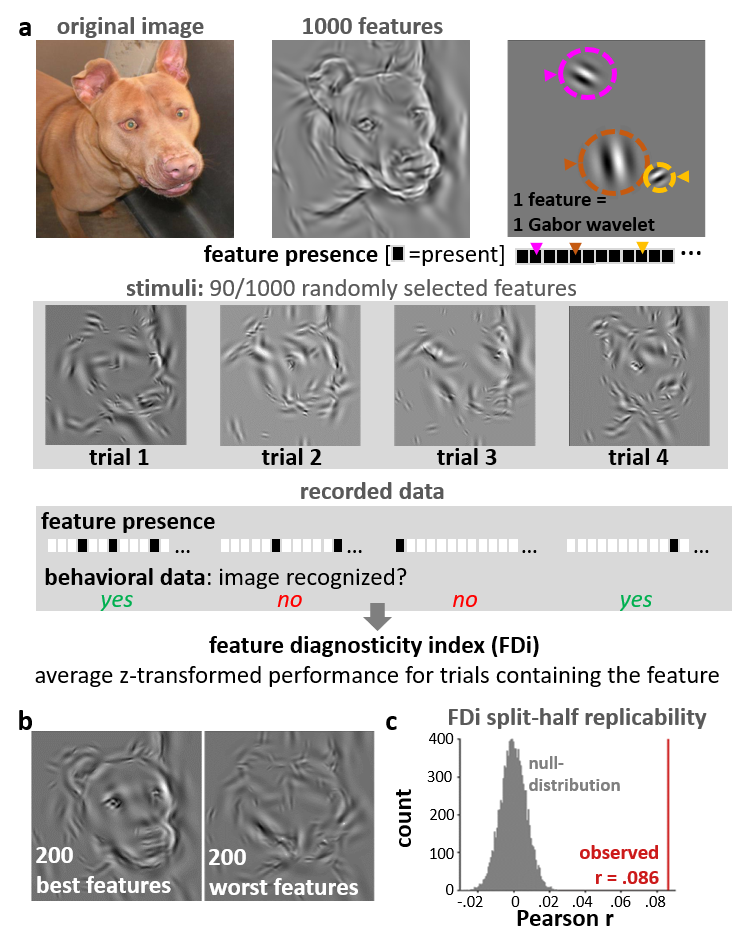 a
original image
1000 features
1 feature =
1 Gabor wavelet
feature presence [■=present]
...
stimuli: 90/1000 randomly selected features
trial 1
trial 2
trial 3
trial 4
recorded data
feature presence
... ... ... ...
behavioral data: image recognized?
yes no no yes
feature diagnosticity index (FDi)
average z-transformed performance for trials containing the feature
b
200
best features
200
worst features
c
FDi split-half replicability
400
300
200
100
0
count
null-
distribution
observed
r = .086
-.02 0 .02 .04 .06 .08
Pearson r